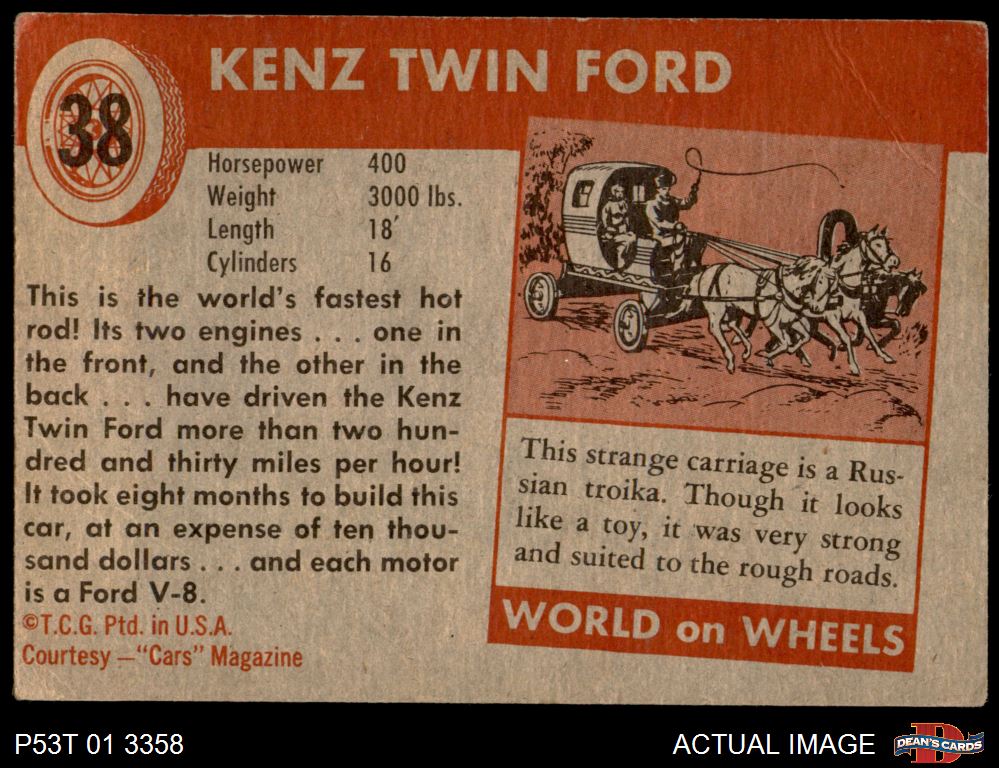 38
KENZ TWIN FORD
Horsepower 400
Weight 3000 lbs.
Length 18′
Cylinders 16
This is the world's fastest hot
rod! Its two engines . . . one in
the front, and the other in the
back . . . have driven the Kenz
Twin Ford more than two hun-
dred and thirty miles per hour!
It took eight months to build this
car, at an expense of ten thou-
sand dollars . . . and each motor
is a Ford V-8.
©T.C.G. Ptd. in U.S.A.
Courtesy —"Cars" Magazine
This strange carriage is a Rus-
sian troika. Though it looks
like a toy, it was very strong
and suited to the rough roads.
WORLD on WHEELS
P53T 01 3358
ACTUAL IMAGE
D
DEAN'S CARDS